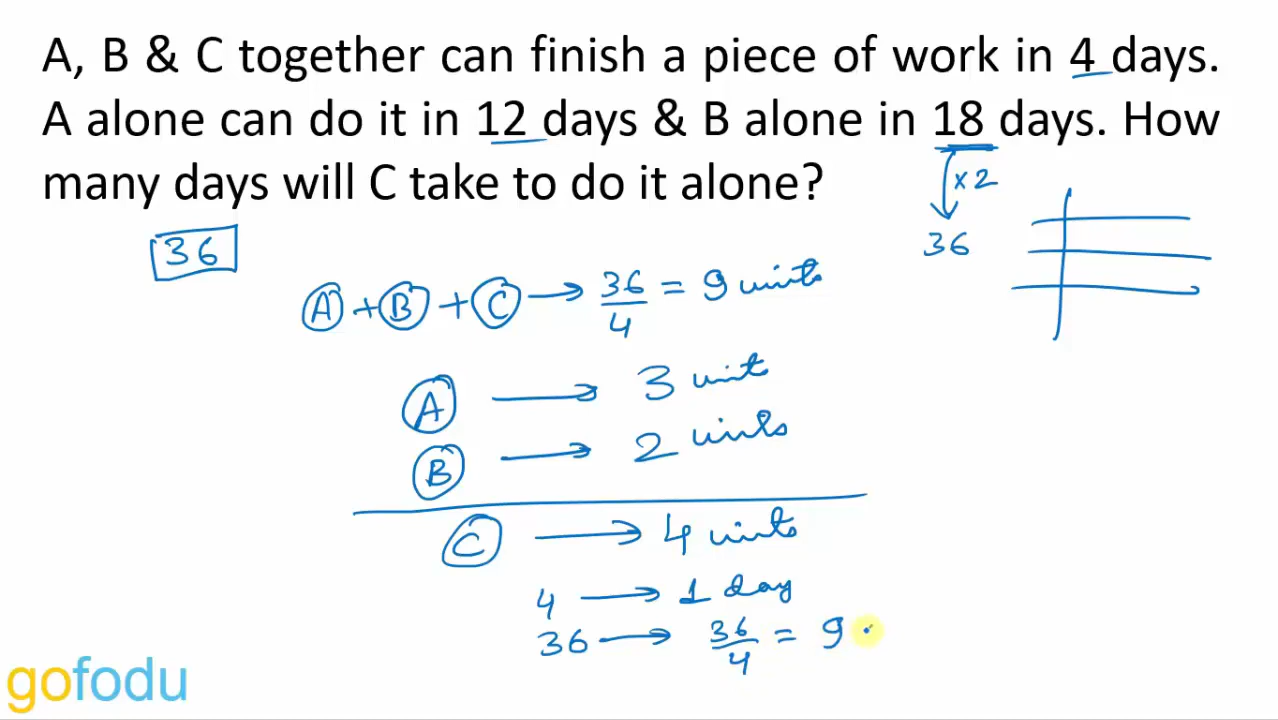 A, B & C together can finish a piece of work in 4 days.
A alone can do it in 12 days & B alone in 18 days. How
many days will C take to do it alone?
×2
36
36
A + B + C → 36/4 = 9 units
A → 3 units
B → 2 units
C → 4 units
4 → 1 day
36 → 36/4 = 9
gofodu